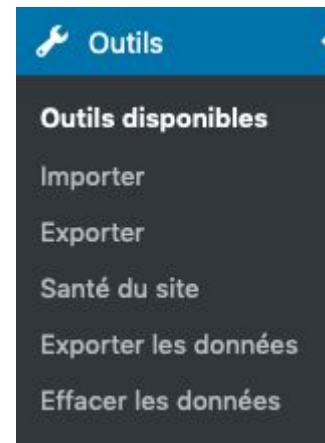 Outils
Outils disponibles
Importer
Exporter
Santé du site
Exporter les données
Effacer les données